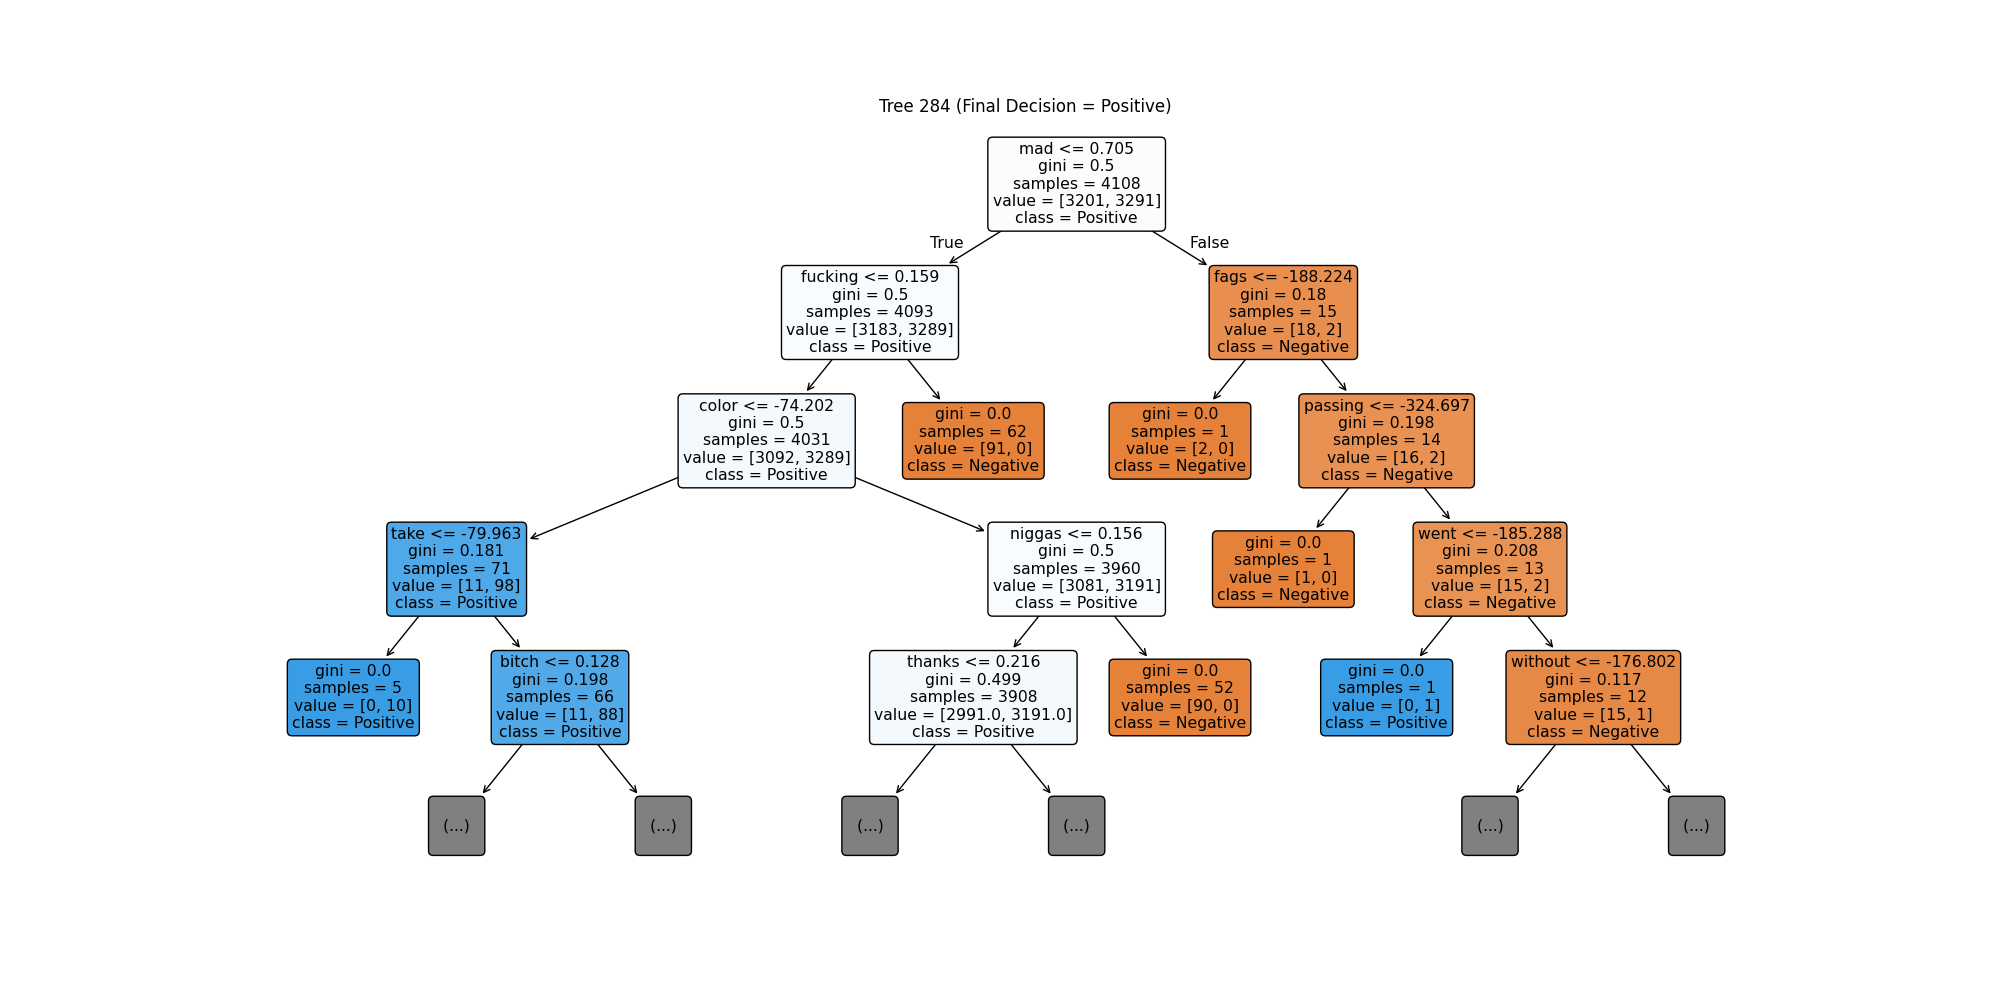 Tree 284 (Final Decision = Positive)
mad <= 0.705
gini = 0.5
samples = 4108
value = [3201, 3291]
class = Positive
True
False
fucking <= 0.159
gini = 0.5
samples = 4093
value = [3183, 3289]
class = Positive
fags <= -188.224
gini = 0.18
samples = 15
value = [18, 2]
class = Negative
color <= -74.202
gini = 0.5
samples = 4031
value = [3092, 3289]
class = Positive
gini = 0.0
samples = 62
value = [91, 0]
class = Negative
gini = 0.0
samples = 1
value = [2, 0]
class = Negative
passing <= -324.697
gini = 0.198
samples = 14
value = [16, 2]
class = Negative
take <= -79.963
gini = 0.181
samples = 71
value = [11, 98]
class = Positive
niggas <= 0.156
gini = 0.5
samples = 3960
value = [3081, 3191]
class = Positive
gini = 0.0
samples = 1
value = [1, 0]
class = Negative
went <= -185.288
gini = 0.208
samples = 13
value = [15, 2]
class = Negative
gini = 0.0
samples = 5
value = [0, 10]
class = Positive
bitch <= 0.128
gini = 0.198
samples = 66
value = [11, 88]
class = Positive
thanks <= 0.216
gini = 0.499
samples = 3908
value = [2991.0, 3191.0]
class = Positive
gini = 0.0
samples = 52
value = [90, 0]
class = Negative
gini = 0.0
samples = 1
value = [0, 1]
class = Positive
without <= -176.802
gini = 0.117
samples = 12
value = [15, 1]
class = Negative
(...)
(...)
(...)
(...)
(...)
(...)